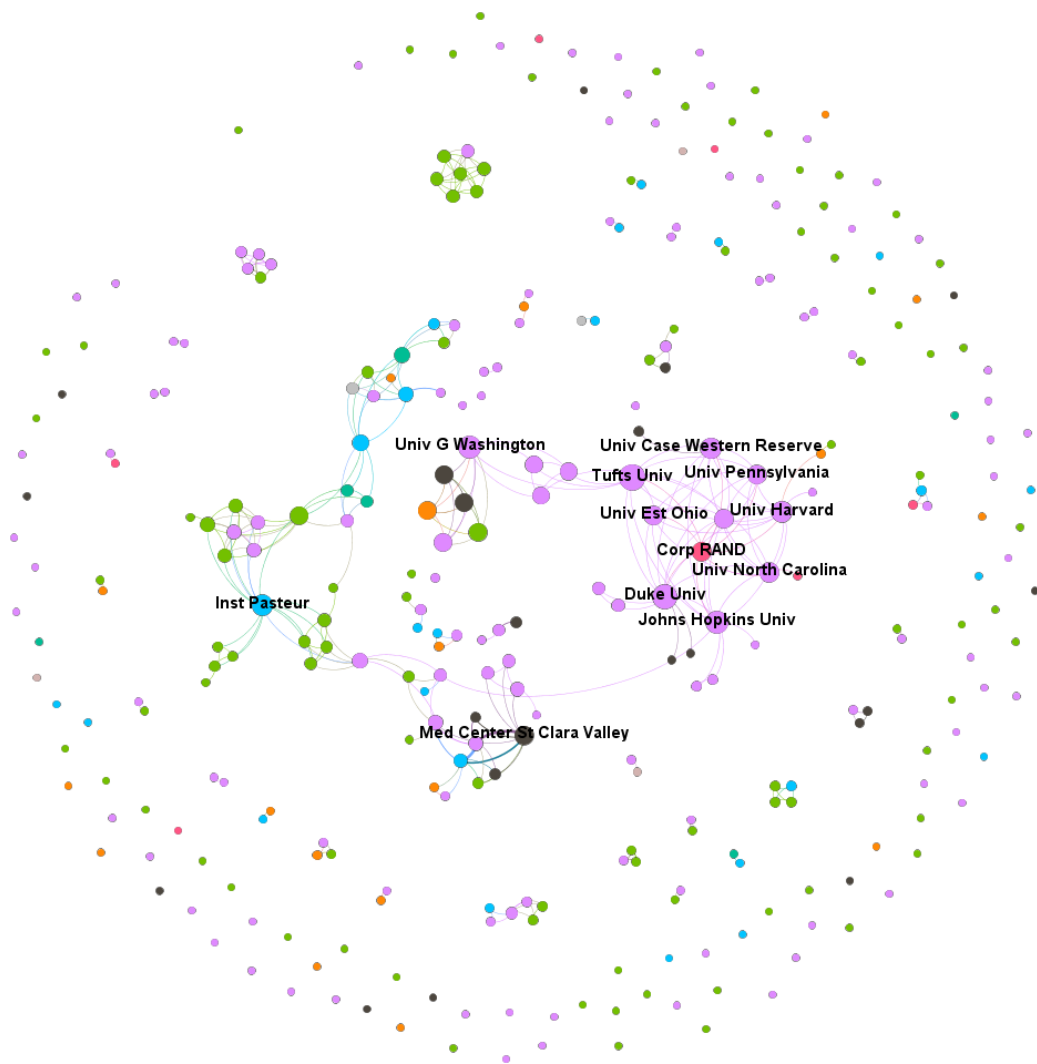 Univ G Washington
Univ Case Western Reserve
Tufts Univ
Univ Pennsylvania
Univ Est Ohio
Univ Harvard
Corp RAND
Univ North Carolina
Inst Pasteur
Duke Univ
Johns Hopkins Univ
Med Center St Clara Valley